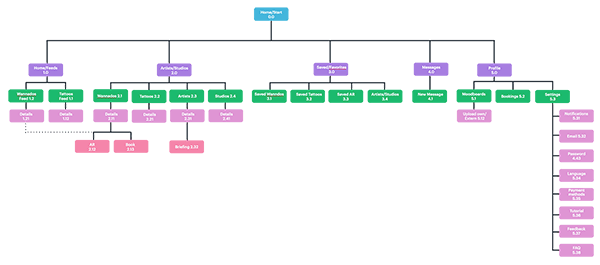 Home/Start
0.0
Home/Feeds
1.0
Artists/Studios
2.0
Saved/Favorites
3.0
Messages
4.0
Profile
5.0
Wannados
Feed 1.2
Tattoos
Feed 1.1
Wannados 2.1
Tattoos 2.2
Artists 2.3
Studios 2.4
Saved Wannados
3.1
Saved Tattoos
3.2
Saved AR
3.3
Artists/Studios
3.4
New Message
4.1
Moodboards
5.1
Bookings 5.2
Settings
5.3
Details
1.21
Details
1.12
Details
2.11
Details
2.21
Details
2.31
Details
2.41
Upload own/
Extern 5.12
Notifications
5.31
Email 5.32
AR
2.12
Briefing 2.32
Password
Language
5.34
Payment
methods
5.35
Tutorial
5.36
Feedback
5.37
FAQ
5.38